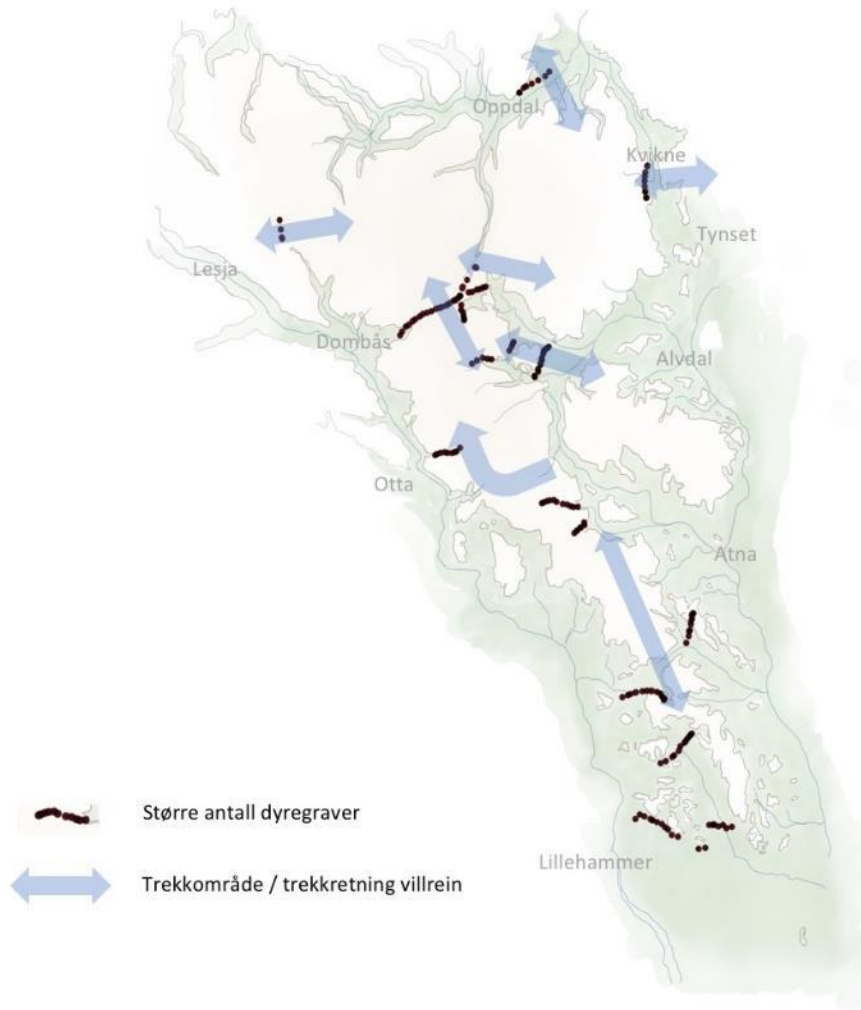 Oppdal
Kvikne
Tynset
Lesja
Dombås
Alvdal
Otta
Atna
Større antall dyregraver
Lillehammer
Trekkområde / trekkretning villrein